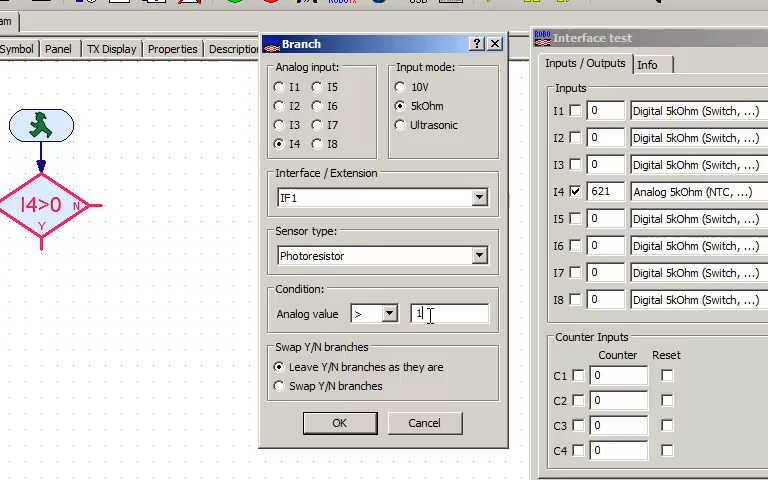 am
Symbol Panel TX Display Properties Descriptio
I4>0 N
Y
Branch
Analog input:
I1 I5
I2 I6
I3 I7
I4 I8
Input mode:
10V
5kOhm
Ultrasonic
Interface / Extension
IF1
Sensor type:
Photoresistor
Condition:
Analog value > 1
Swap Y/N branches
Leave Y/N branches as they are
Swap Y/N branches
OK Cancel
ROBO Interface test
Inputs / Outputs Info
Inputs
I1 0 Digital 5kOhm (Switch, ...)
I2 0 Digital 5kOhm (Switch, ...)
I3 0 Digital 5kOhm (Switch, ...)
I4 621 Analog 5kOhm (NTC, ...)
I5 0 Digital 5kOhm (Switch, ...)
I6 0 Digital 5kOhm (Switch, ...)
I7 0 Digital 5kOhm (Switch, ...)
I8 0 Digital 5kOhm (Switch, ...)
Counter Inputs
Counter Reset
C1 0
C2 0
C3 0
C4 0